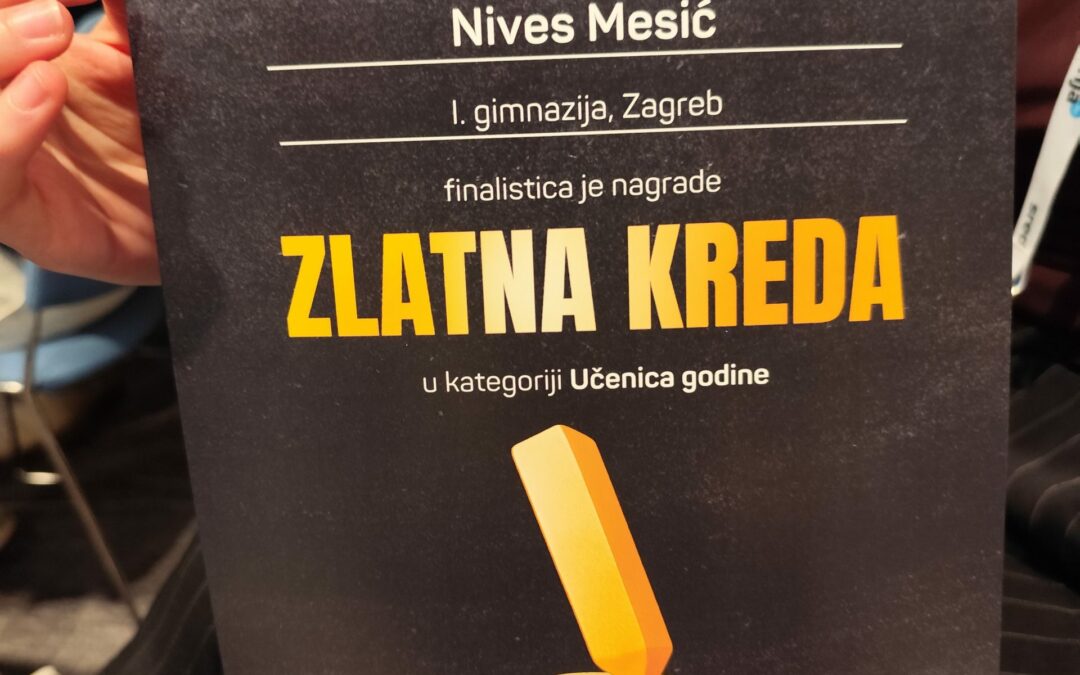 Nives Mesić
I. gimnazija, Zagreb
finalistica je nagrade
ZLATNA KREDA
u kategoriji Učenica godine